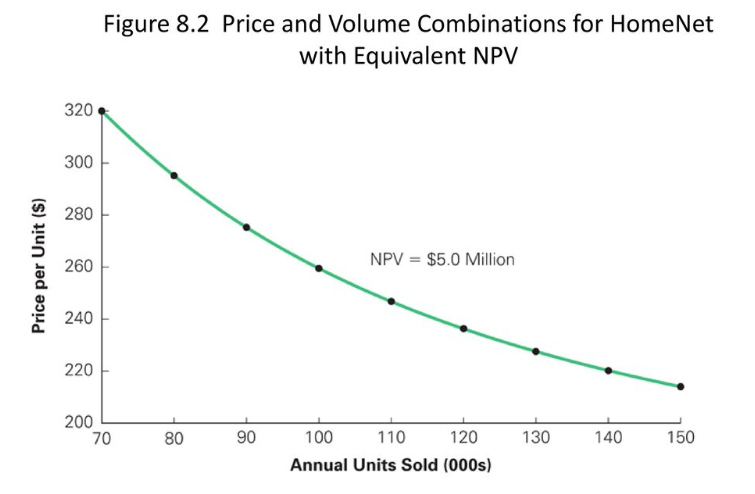 Figure 8.2 Price and Volume Combinations for HomeNet
with Equivalent NPV
320
300
280
260
240
220
200
Price per Unit ($)
NPV = $5.0 Million
70 80 90 100 110 120 130 140 150
Annual Units Sold (000s)